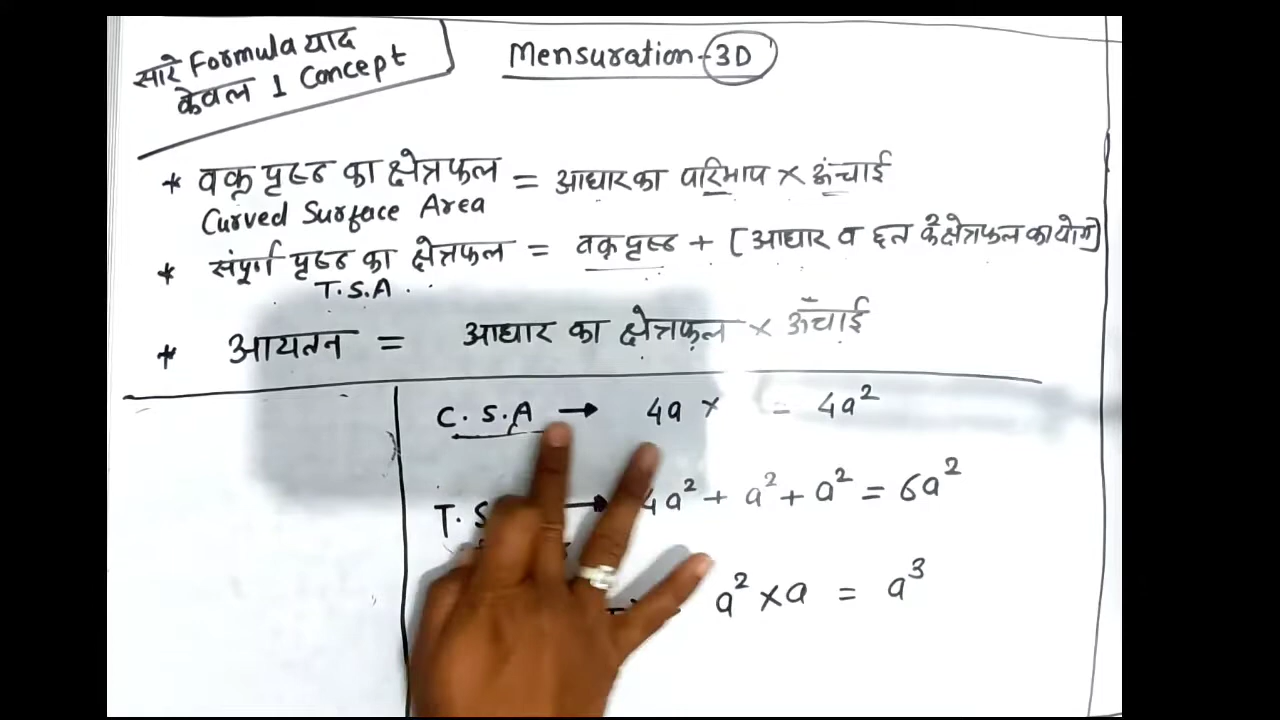 सारे Formula याद
केवल 1 Concept
Mensuration-3D
* वक्र पृष्ठ का क्षेत्रफल = आधार का परिमाप × ऊंचाई
Curved Surface Area
* संपूर्ण पृष्ठ का क्षेत्रफल = वक्र पृष्ठ + [आधार व छत के क्षेत्रफल का योग]
T.S.A
* आयतन = आधार का क्षेत्रफल × ऊँचाई
C.S.A → 4a × = 4a²
T.S → 4a² + a² + a² = 6a²
a² × a = a³